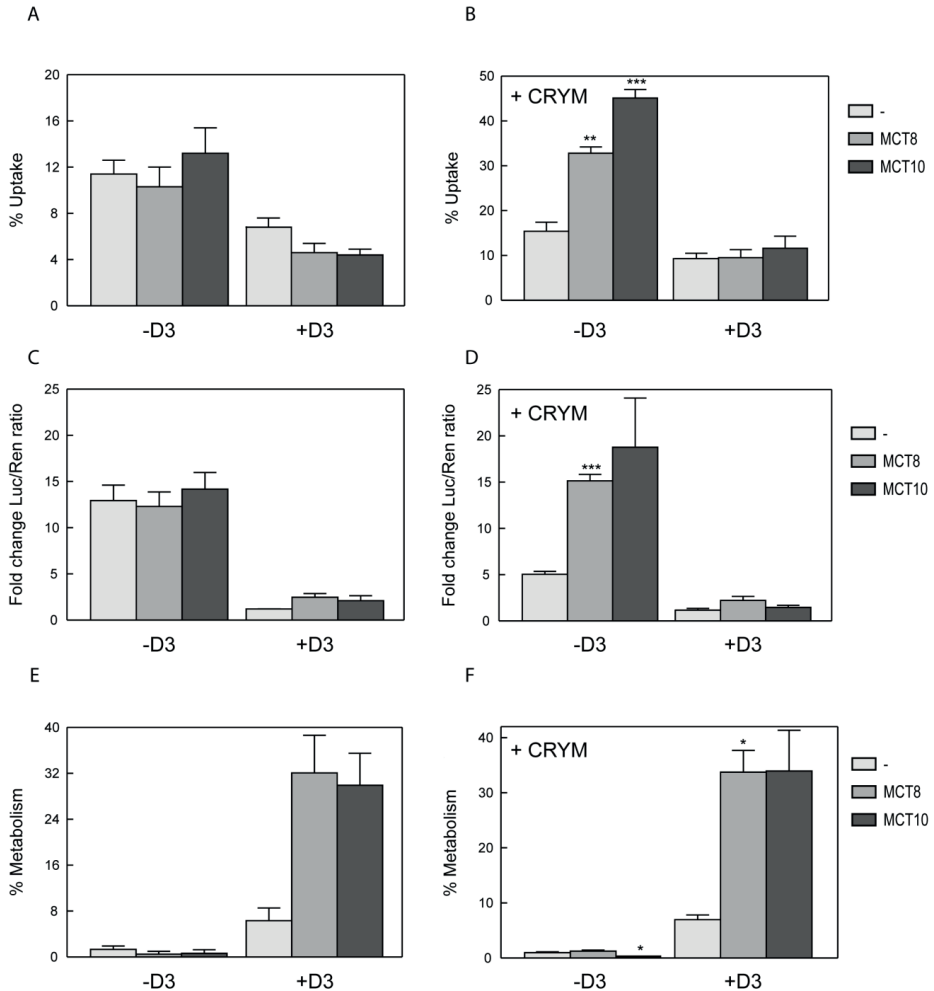 A
% Uptake
20
16
12
8
4
0
-D3
+D3
B
+ CRYM
% Uptake
50
40
30
20
10
0
**
***
-D3
+D3
-
MCT8
MCT10
C
Fold change Luc/Ren ratio
25
20
15
10
5
0
-D3
+D3
D
+ CRYM
Fold change Luc/Ren ratio
25
20
15
10
5
0
***
-D3
+D3
-
MCT8
MCT10
E
% Metabolism
40
32
24
16
8
0
-D3
+D3
F
+ CRYM
% Metabolism
40
30
20
10
0
*
*
-D3
+D3
-
MCT8
MCT10